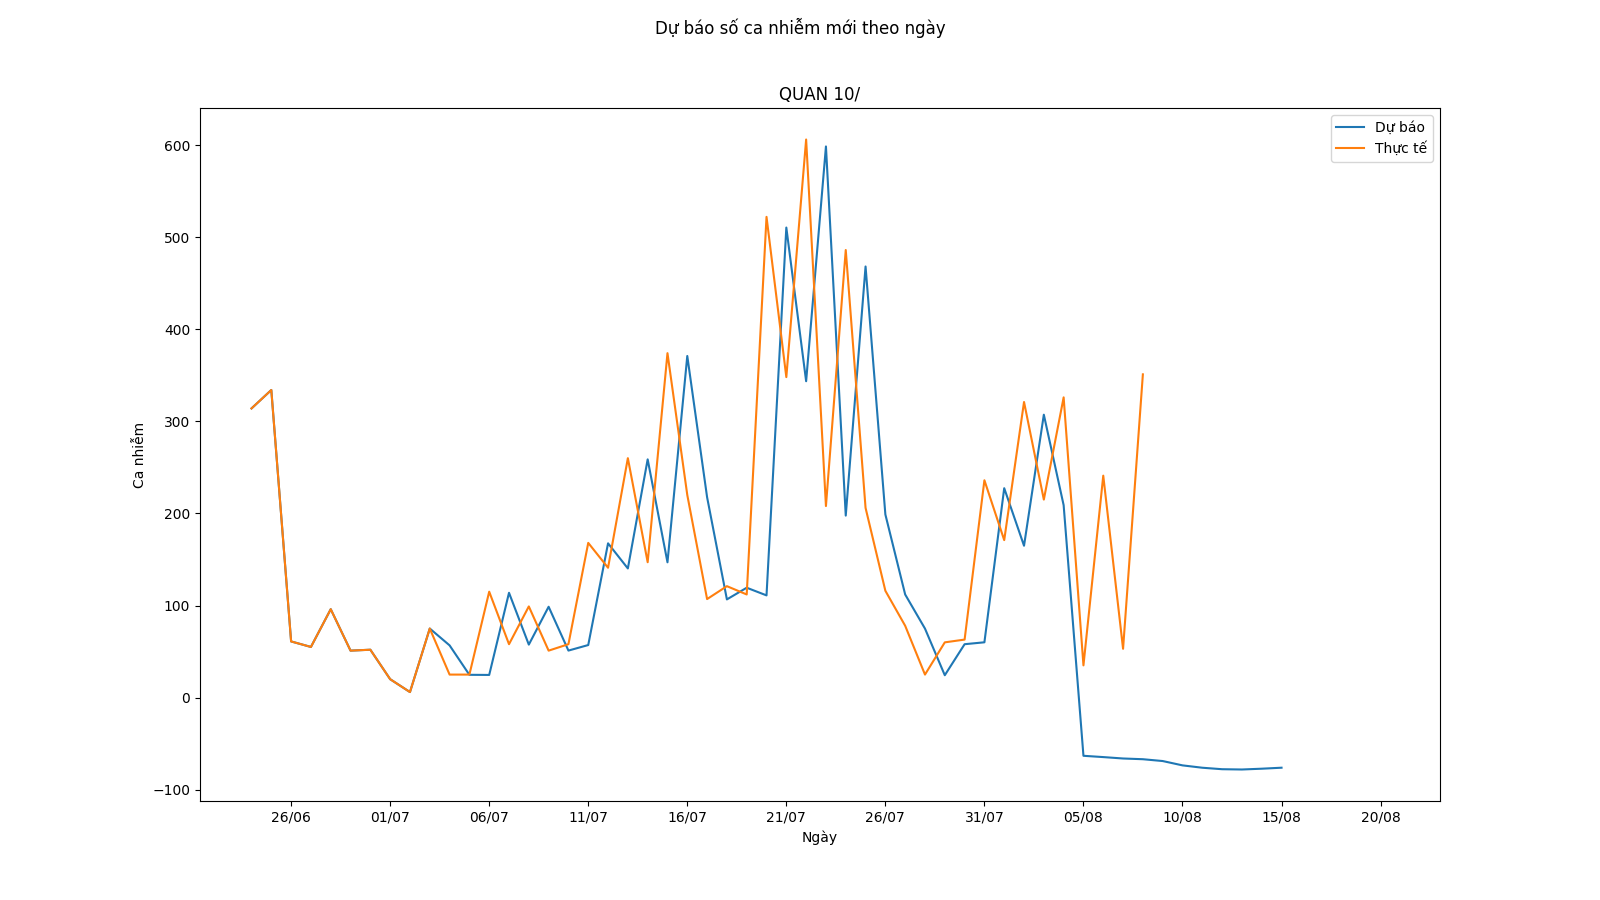 Dự báo số ca nhiễm mới theo ngày
QUAN 10/
Dự báo
Thực tế
600
500
400
300
200
100
0
−100
Ca nhiễm
26/06 01/07 06/07 11/07 16/07 21/07 26/07 31/07 05/08 10/08 15/08 20/08
Ngày